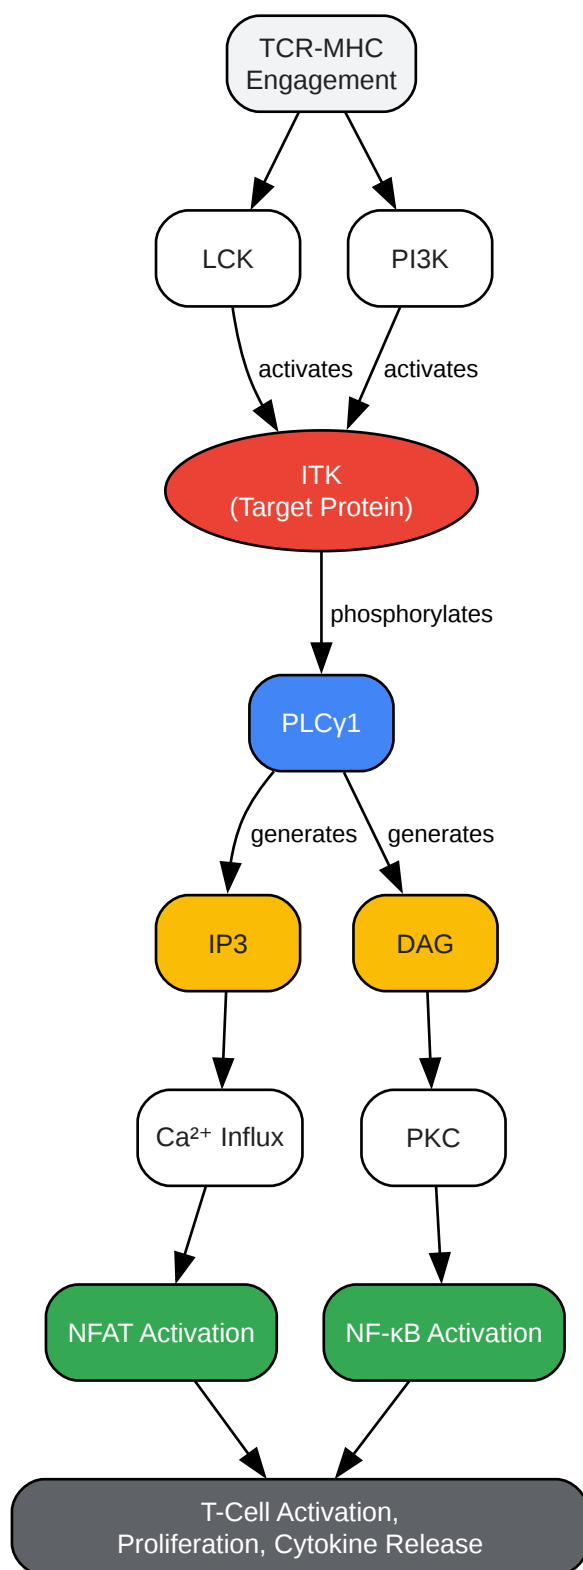 TCR-MHC
Engagement
LCK
PI3K
activates
activates
ITK
(Target Protein)
phosphorylates
PLCγ1
generates
generates
IP3
DAG
Ca²⁺ Influx
PKC
NFAT Activation
NF-κB Activation
T-Cell Activation,
Proliferation, Cytokine Release